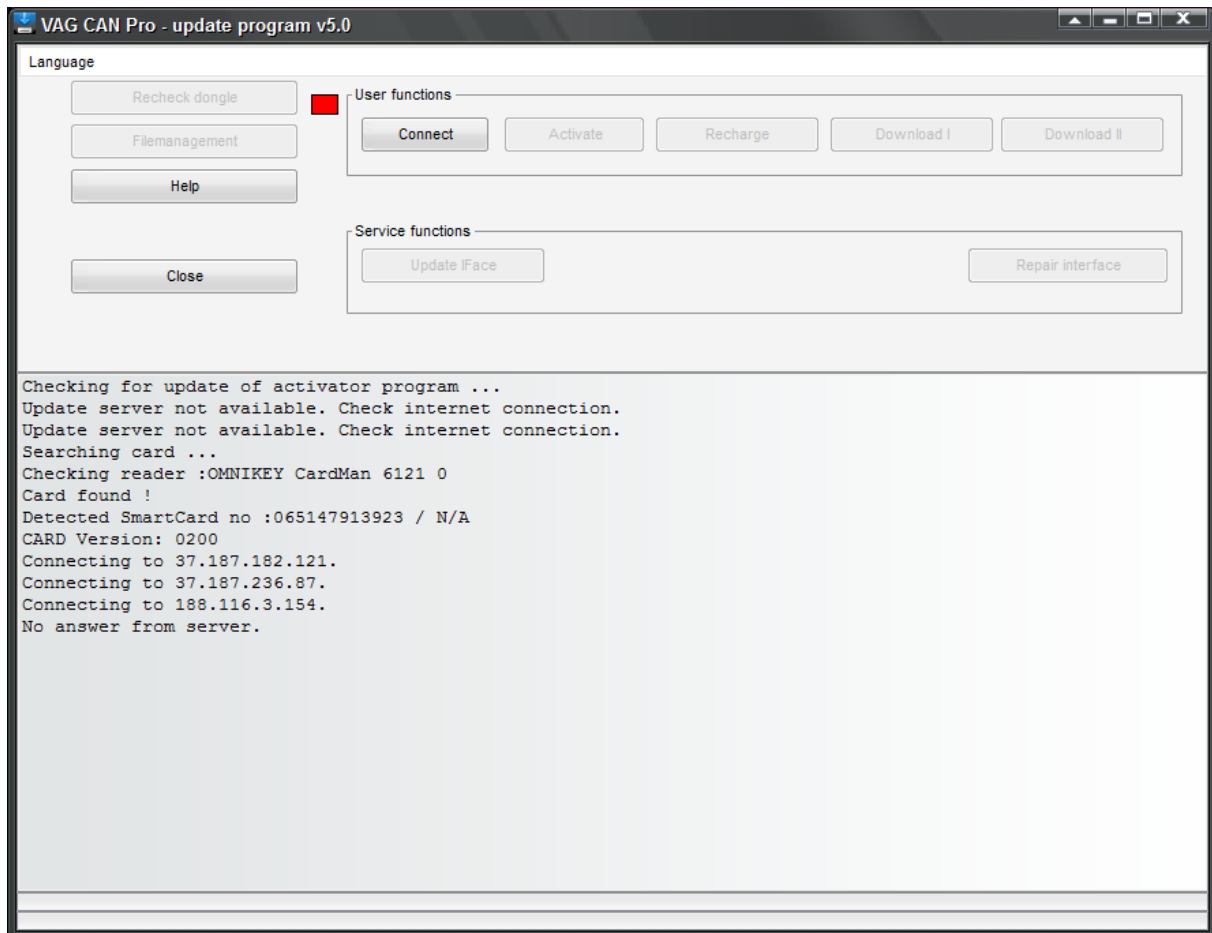 VAG CAN Pro - update program v5.0
Language
Recheck dongle
Filemanagement
Help
Close
User functions
Connect
Activate
Recharge
Download I
Download II
Service functions
Update IFace
Repair interface
Checking for update of activator program ...
Update server not available. Check internet connection.
Update server not available. Check internet connection.
Searching card ...
Checking reader :OMNIKEY CardMan 6121 0
Card found !
Detected SmartCard no :065147913923 / N/A
CARD Version: 0200
Connecting to 37.187.182.121.
Connecting to 37.187.236.87.
Connecting to 188.116.3.154.
No answer from server.